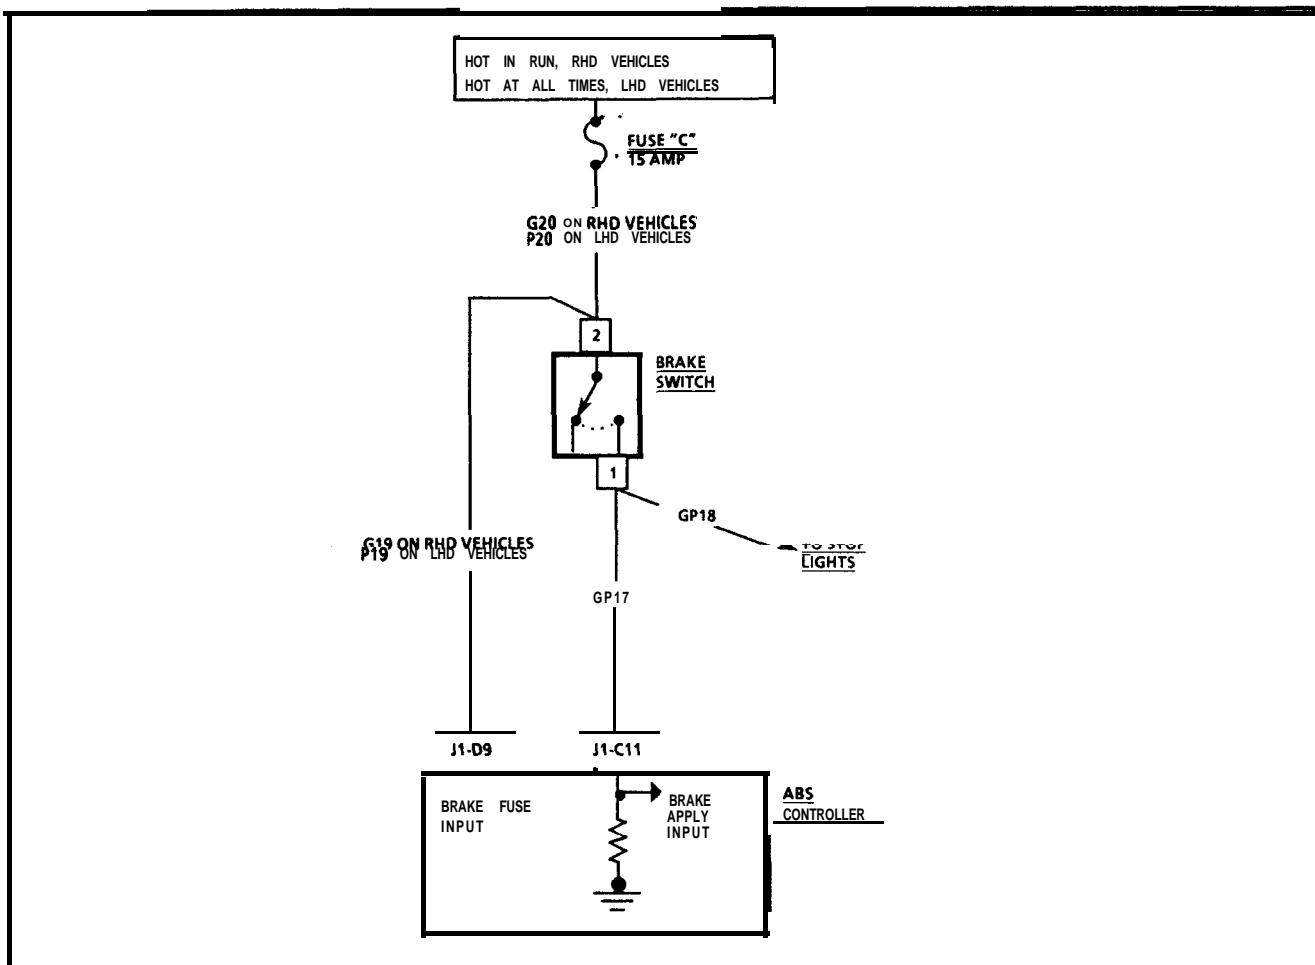 HOT IN RUN, RHD VEHICLES
HOT AT ALL TIMES, LHD VEHICLES
FUSE "C"
15 AMP
G20 ON RHD VEHICLES
P20 ON LHD VEHICLES
2
BRAKE
SWITCH
1
GP18
LIGHTS
G19 ON RHD VEHICLES
P19 ON LHD VEHICLES
GP17
J1-D9
J1-C11
BRAKE FUSE
INPUT
BRAKE
APPLY
INPUT
ABS
CONTROLLER